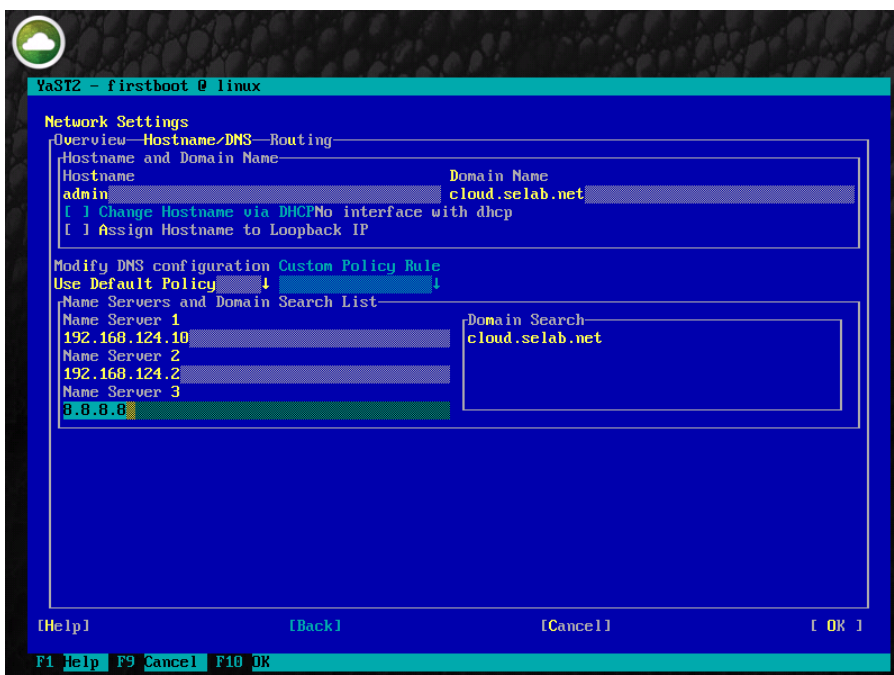 YaST2 - firstboot @ linux
Network Settings
Overview—Hostname/DNS—Routing
Hostname and Domain Name
Hostname Domain Name
admin cloud.selab.net
[ ] Change Hostname via DHCPNo interface with dhcp
[ ] Assign Hostname to Loopback IP
Modify DNS configuration Custom Policy Rule
Use Default Policy↓ ↓
Name Servers and Domain Search List
Name Server 1 Domain Search
192.168.124.10 cloud.selab.net
Name Server 2
192.168.124.2
Name Server 3
8.8.8.8
[Help] [Back] [Cancel] [ OK ]
F1 Help F9 Cancel F10 OK